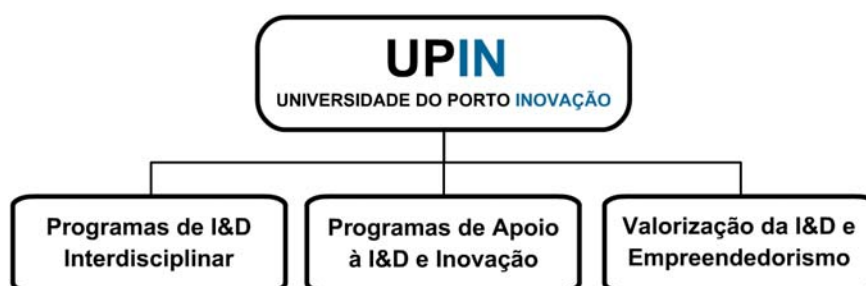 UPIN
UNIVERSIDADE DO PORTO INOVAÇÃO
Programas de I&D
Interdisciplinar
Programas de Apoio
à I&D e Inovação
Valorização da I&D e
Empreendedorismo